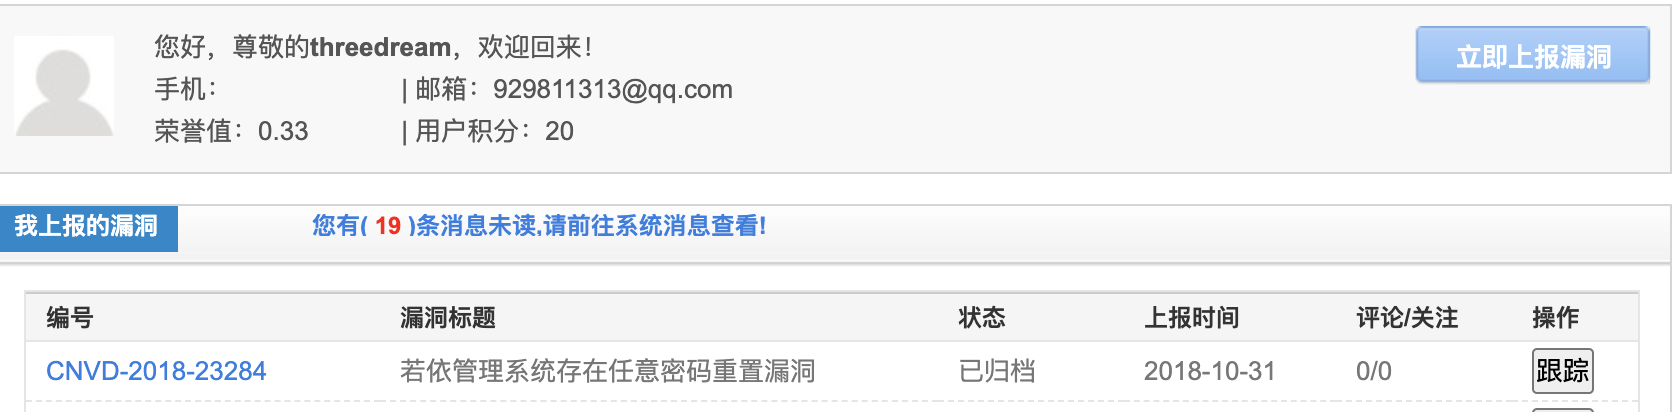 您好，尊敬的threedream，欢迎回来！
立即上报漏洞
手机： | 邮箱：929811313@qq.com
荣誉值：0.33 | 用户积分：20
我上报的漏洞 您有( 19 )条消息未读,请前往系统消息查看!
编号 漏洞标题 状态 上报时间 评论/关注 操作
CNVD-2018-23284 若依管理系统存在任意密码重置漏洞 已归档 2018-10-31 0/0 跟踪